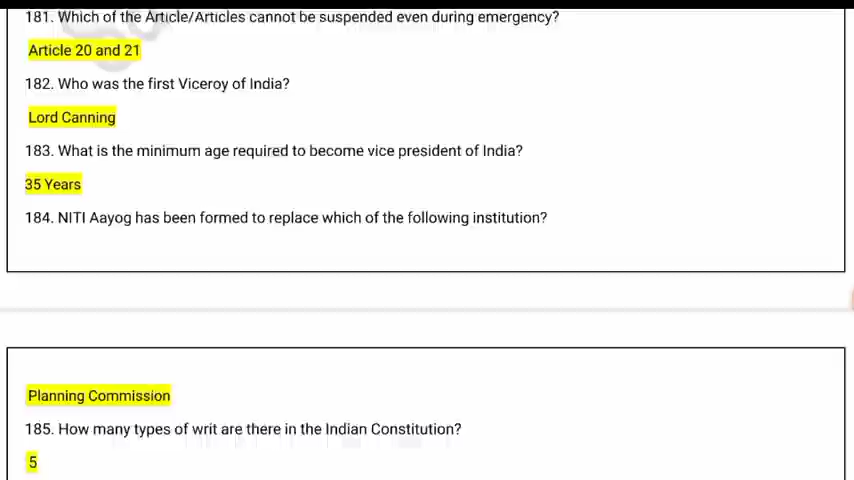 181. Which of the Article/Articles cannot be suspended even during emergency?
Article 20 and 21
182. Who was the first Viceroy of India?
Lord Canning
183. What is the minimum age required to become vice president of India?
35 Years
184. NITI Aayog has been formed to replace which of the following institution?
Planning Commission
185. How many types of writ are there in the Indian Constitution?
5